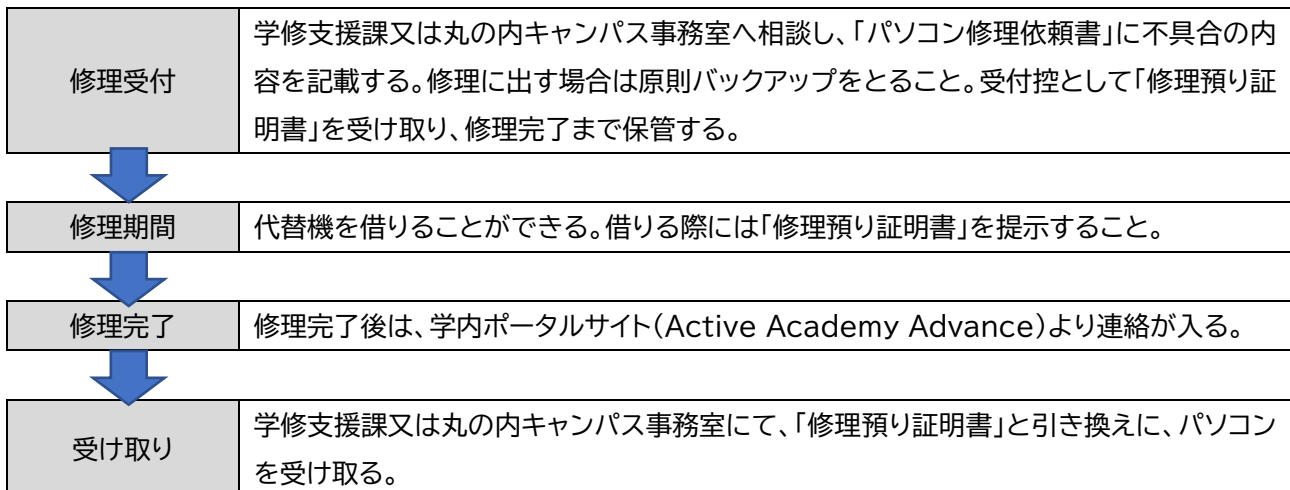 修理受付
学修支援課又は丸の内キャンパス事務室へ相談し、「パソコン修理依頼書」に不具合の内
容を記載する。修理に出す場合は原則バックアップをとること。受付控として「修理預り証
明書」を受け取り、修理完了まで保管する。
修理期間
代替機を借りることができる。借りる際には「修理預り証明書」を提示すること。
修理完了
修理完了後は、学内ポータルサイト(Active Academy Advance)より連絡が入る。
受け取り
学修支援課又は丸の内キャンパス事務室にて、「修理預り証明書」と引き換えに、パソコン
を受け取る。